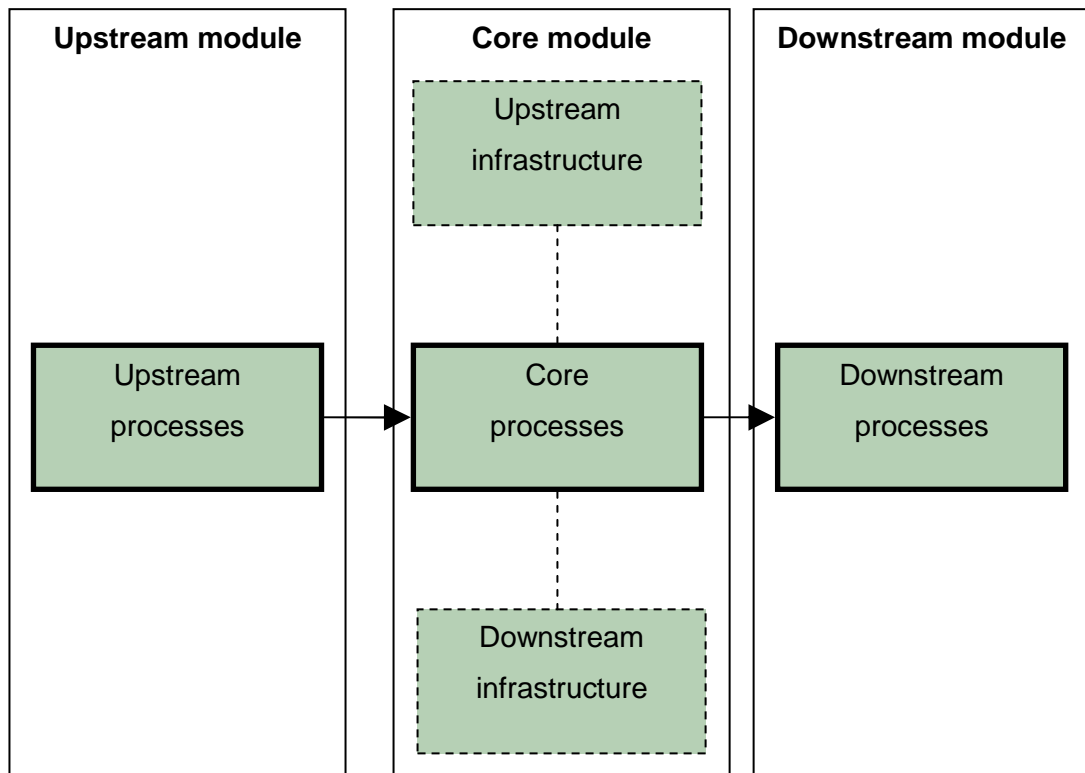 Upstream module
Core module
Downstream module
Upstream
infrastructure
Upstream
processes
Core
processes
Downstream
processes
Downstream
infrastructure